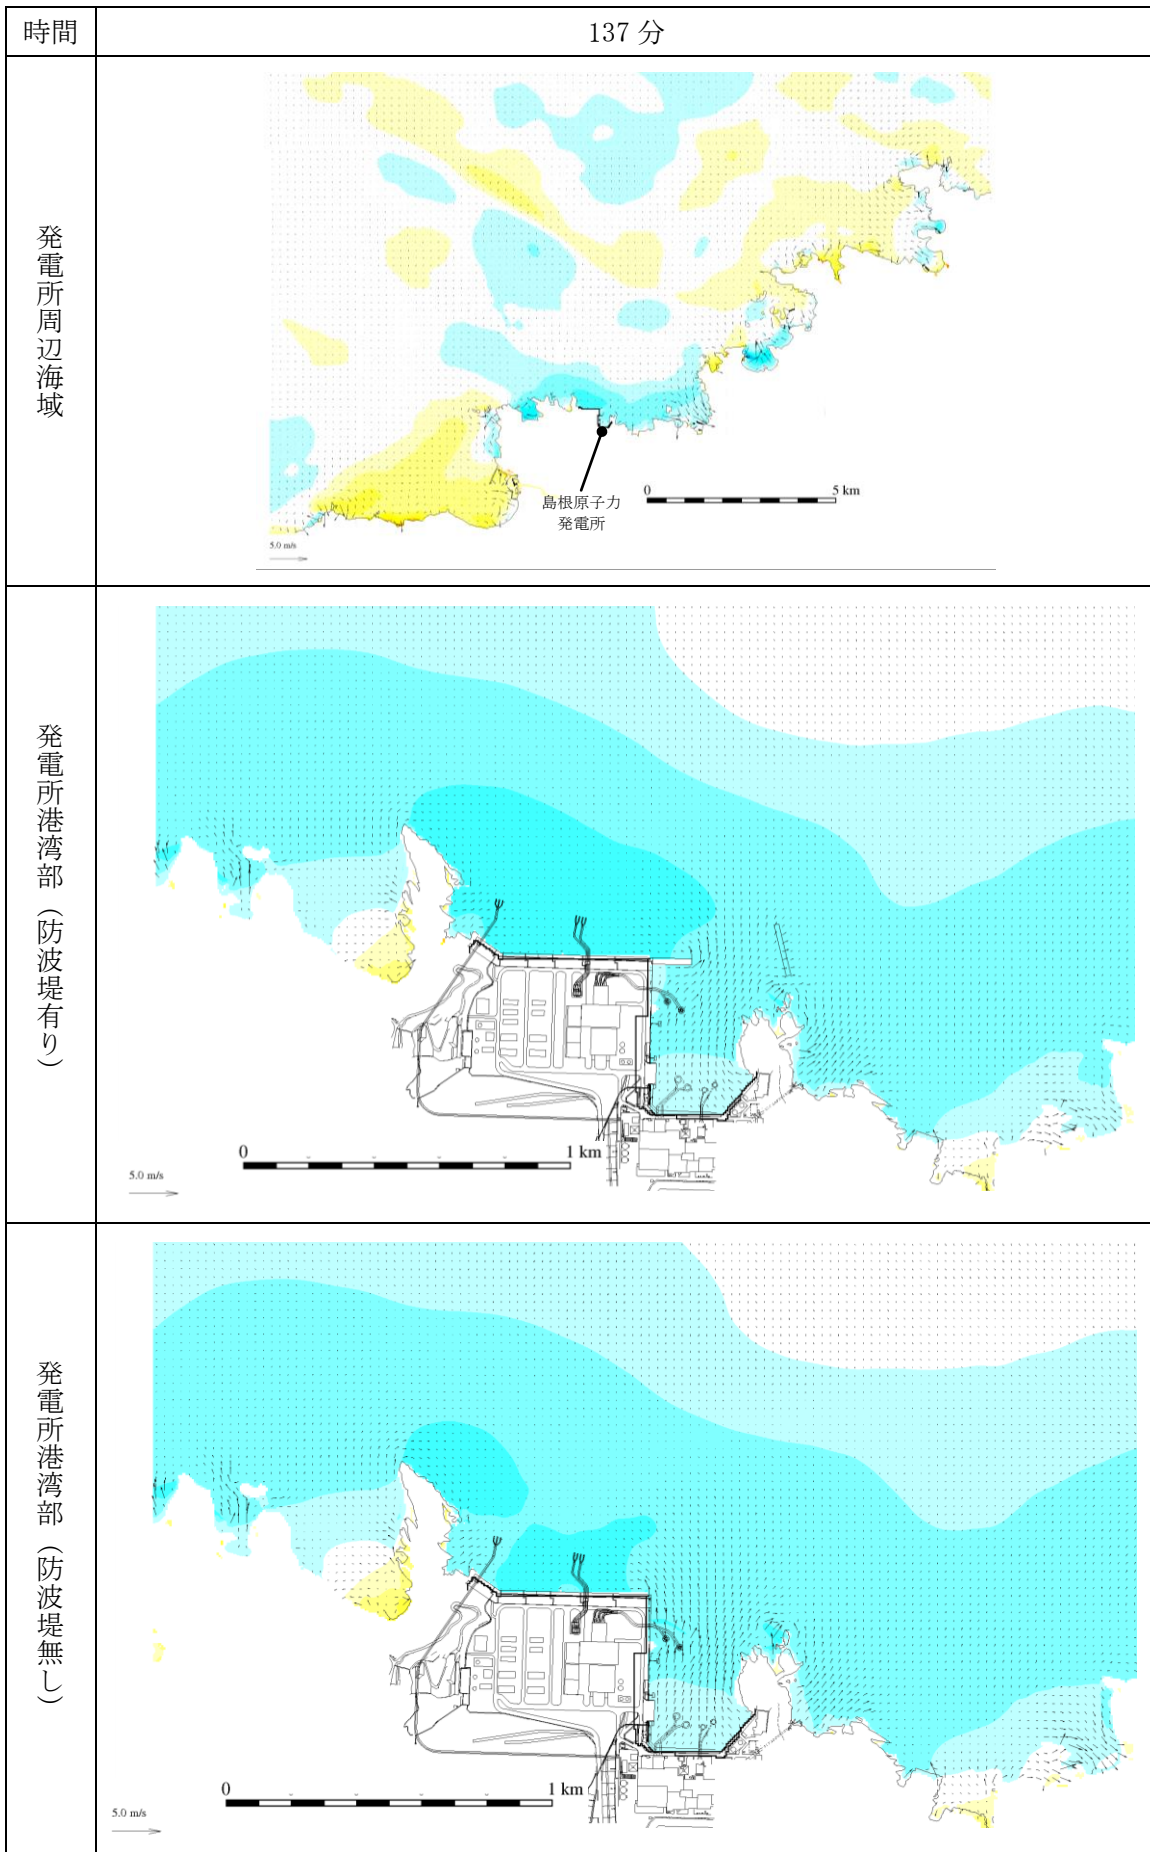 時間
137 分
発電所周辺海域
島根原子力
発電所
0
5 km
5.0 m/s
発電所港湾部（防波堤有り）
0
1 km
5.0 m/s
発電所港湾部（防波堤無し）
0
1 km
5.0 m/s